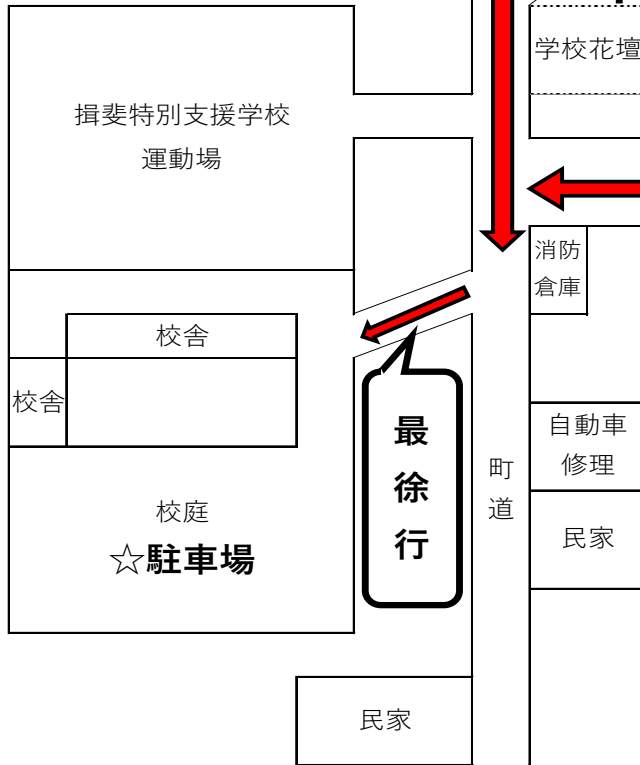 学校花壇
揖斐特別支援学校
運動場
消防
倉庫
校舎
校舎
最徐行
自動車
修理
町道
校庭
☆駐車場
民家
民家